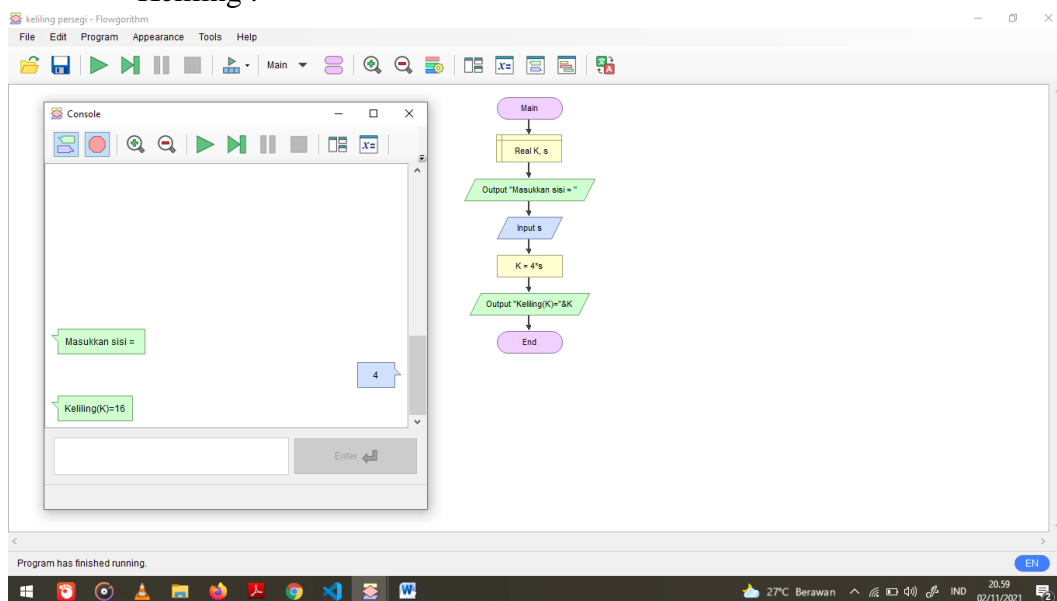 keliling persegi - Flowgorithm
File Edit Program Appearance Tools Help
Main
Console
Masukkan sisi =
4
Keliling(K)=16
Enter
Main
Real K, s
Output "Masukkan sisi = "
Input s
K = 4*s
Output "Keliling(K)="&K
End
Program has finished running.
EN
27°C Berawan
IND
20.59
02/11/2021